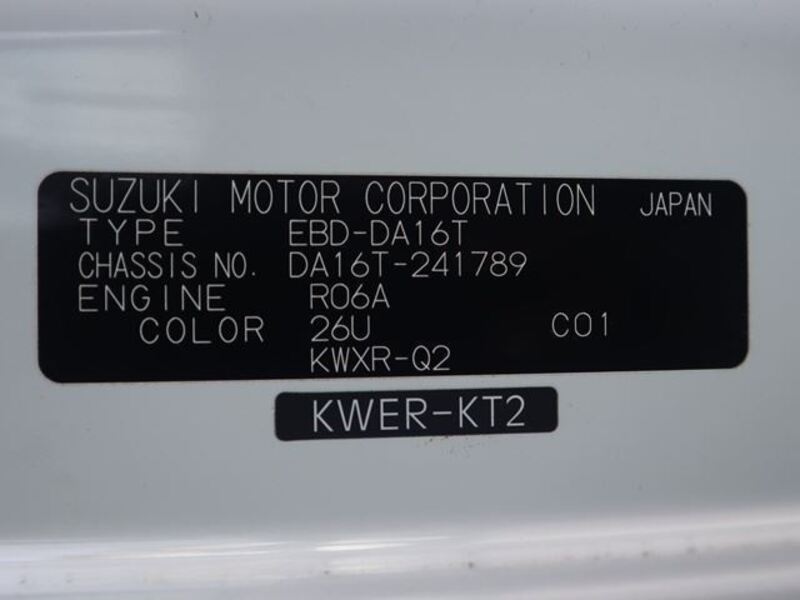 SUZUKI MOTOR CORPORATION JAPAN
TYPE EBD-DA16T
CHASSIS NO. DA16T-241789
ENGINE R06A
COLOR 26U C01
KWXR-Q2
KWER-KT2